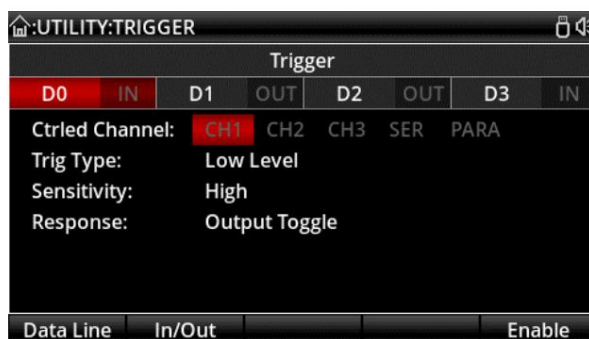 :UTILITY:TRIGGER
Trigger
D0 IN D1 OUT D2 OUT D3 IN
Ctrled Channel: CH1 CH2 CH3 SER PARA
Trig Type: Low Level
Sensitivity: High
Response: Output Toggle
Data Line In/Out Enable